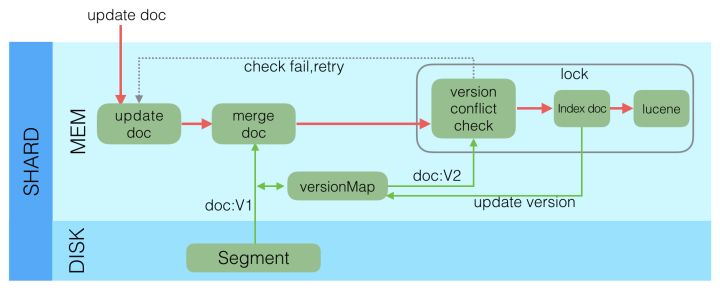 update doc
SHARD
MEM
check fail,retry
lock
update
doc
merge
doc
version
conflict
check
Index doc
lucene
versionMap
doc:V2
doc:V1
update version
DISK
Segment